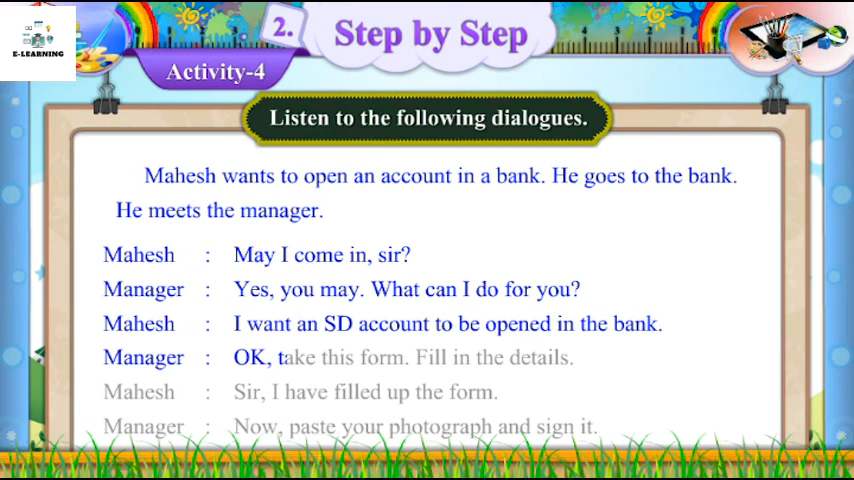 E-LEARNING
2.
Step by Step
Activity-4
Listen to the following dialogues.
Mahesh wants to open an account in a bank. He goes to the bank.
He meets the manager.
Mahesh : May I come in, sir?
Manager : Yes, you may. What can I do for you?
Mahesh : I want an SD account to be opened in the bank.
Manager : OK, take this form. Fill in the details.
Mahesh : Sir, I have filled up the form.
Manager : Now, paste your photograph and sign it.